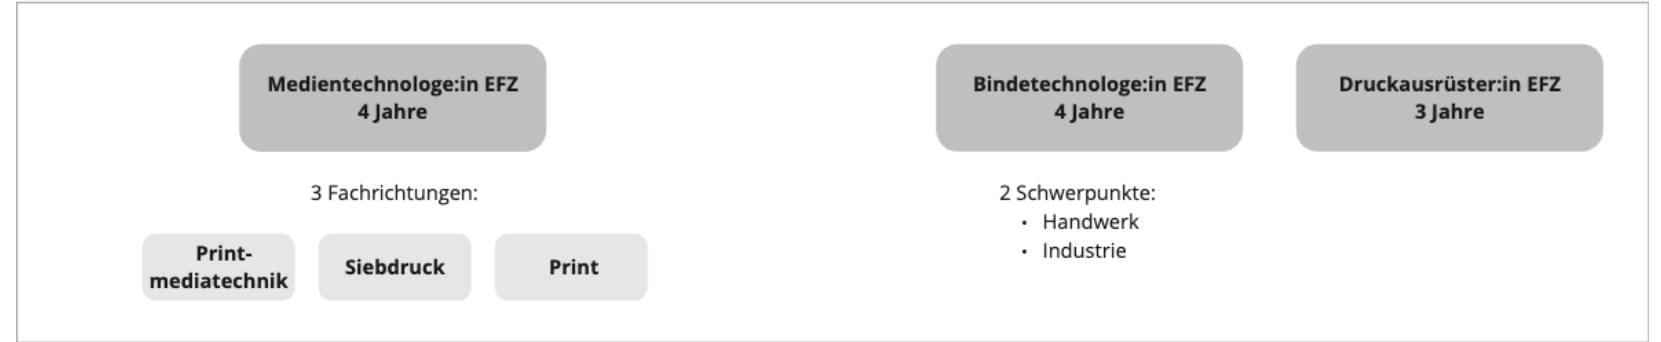 Medientechnologe:in EFZ
4 Jahre
3 Fachrichtungen:
Print-
mediatechnik
Siebdruck
Print
Bindetechnologe:in EFZ
4 Jahre
2 Schwerpunkte:
• Handwerk
• Industrie
Druckausrüster:in EFZ
3 Jahre